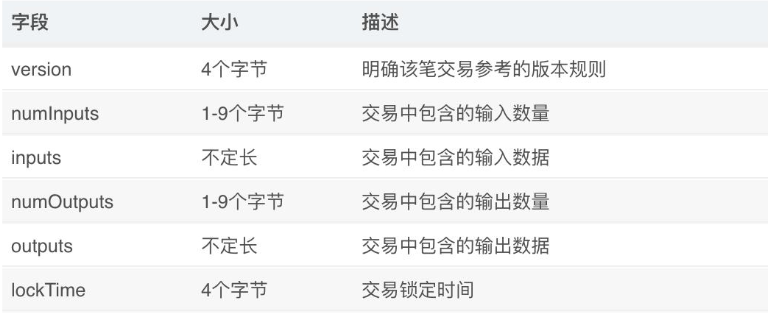 字段 大小 描述
version 4个字节 明确该笔交易参考的版本规则
numInputs 1-9个字节 交易中包含的输入数量
inputs 不定长 交易中包含的输入数据
numOutputs 1-9个字节 交易中包含的输出数量
outputs 不定长 交易中包含的输出数据
lockTime 4个字节 交易锁定时间